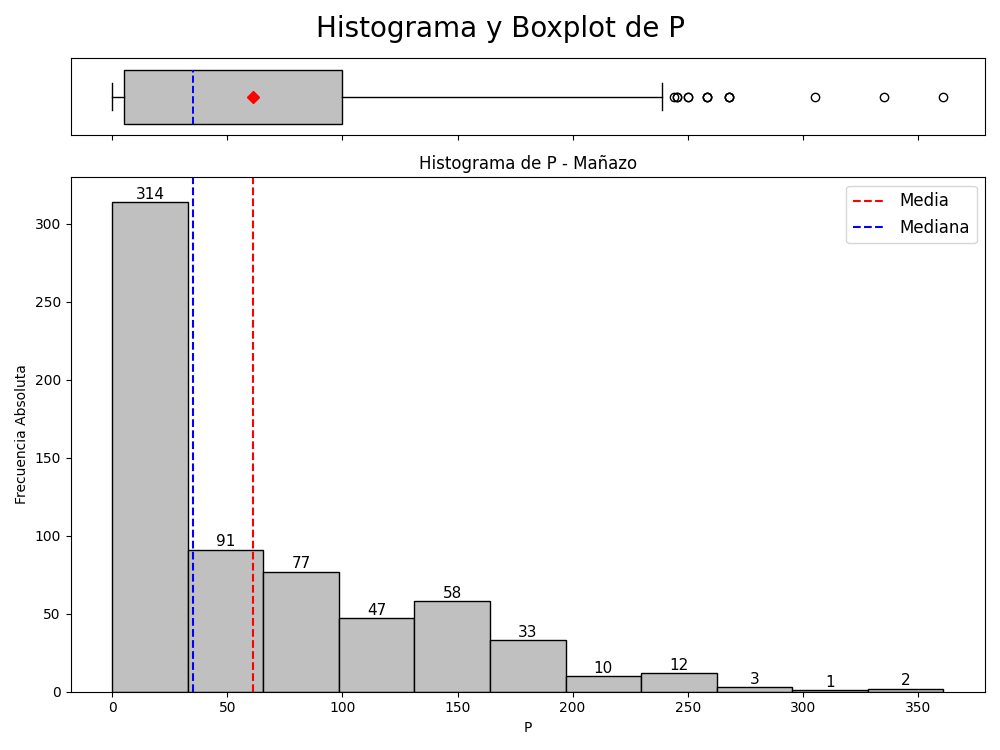 Histograma y Boxplot de P
Histograma de P - Mañazo
Media
Mediana
Frecuencia Absoluta
300
250
200
150
100
50
0
314
91
77
47
58
33
10
12
3
1
2
0 50 100 150 200 250 300 350
P